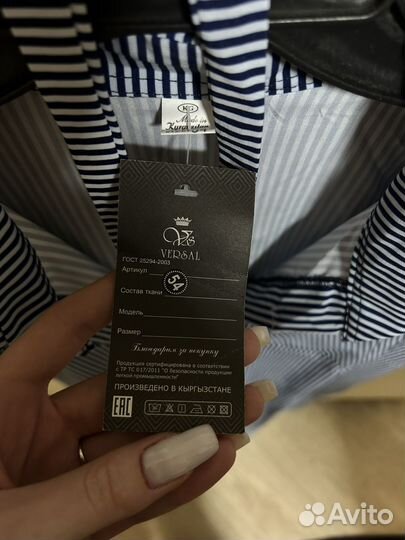 KG
Made in
Kyrgyzstan
VS
VERSAL
ГОСТ 25294-2003
Артикул
54
Состав ткани
Модель:
Размер
Благодарим за покупку
Продукция сертифицирована в соответствии
с ТР ТС 017/2011 "О безопасности продукции
легкой промышленности"
ПРОИЗВЕДЕНО В КЫРГЫЗСТАНЕ
EAC
Avito